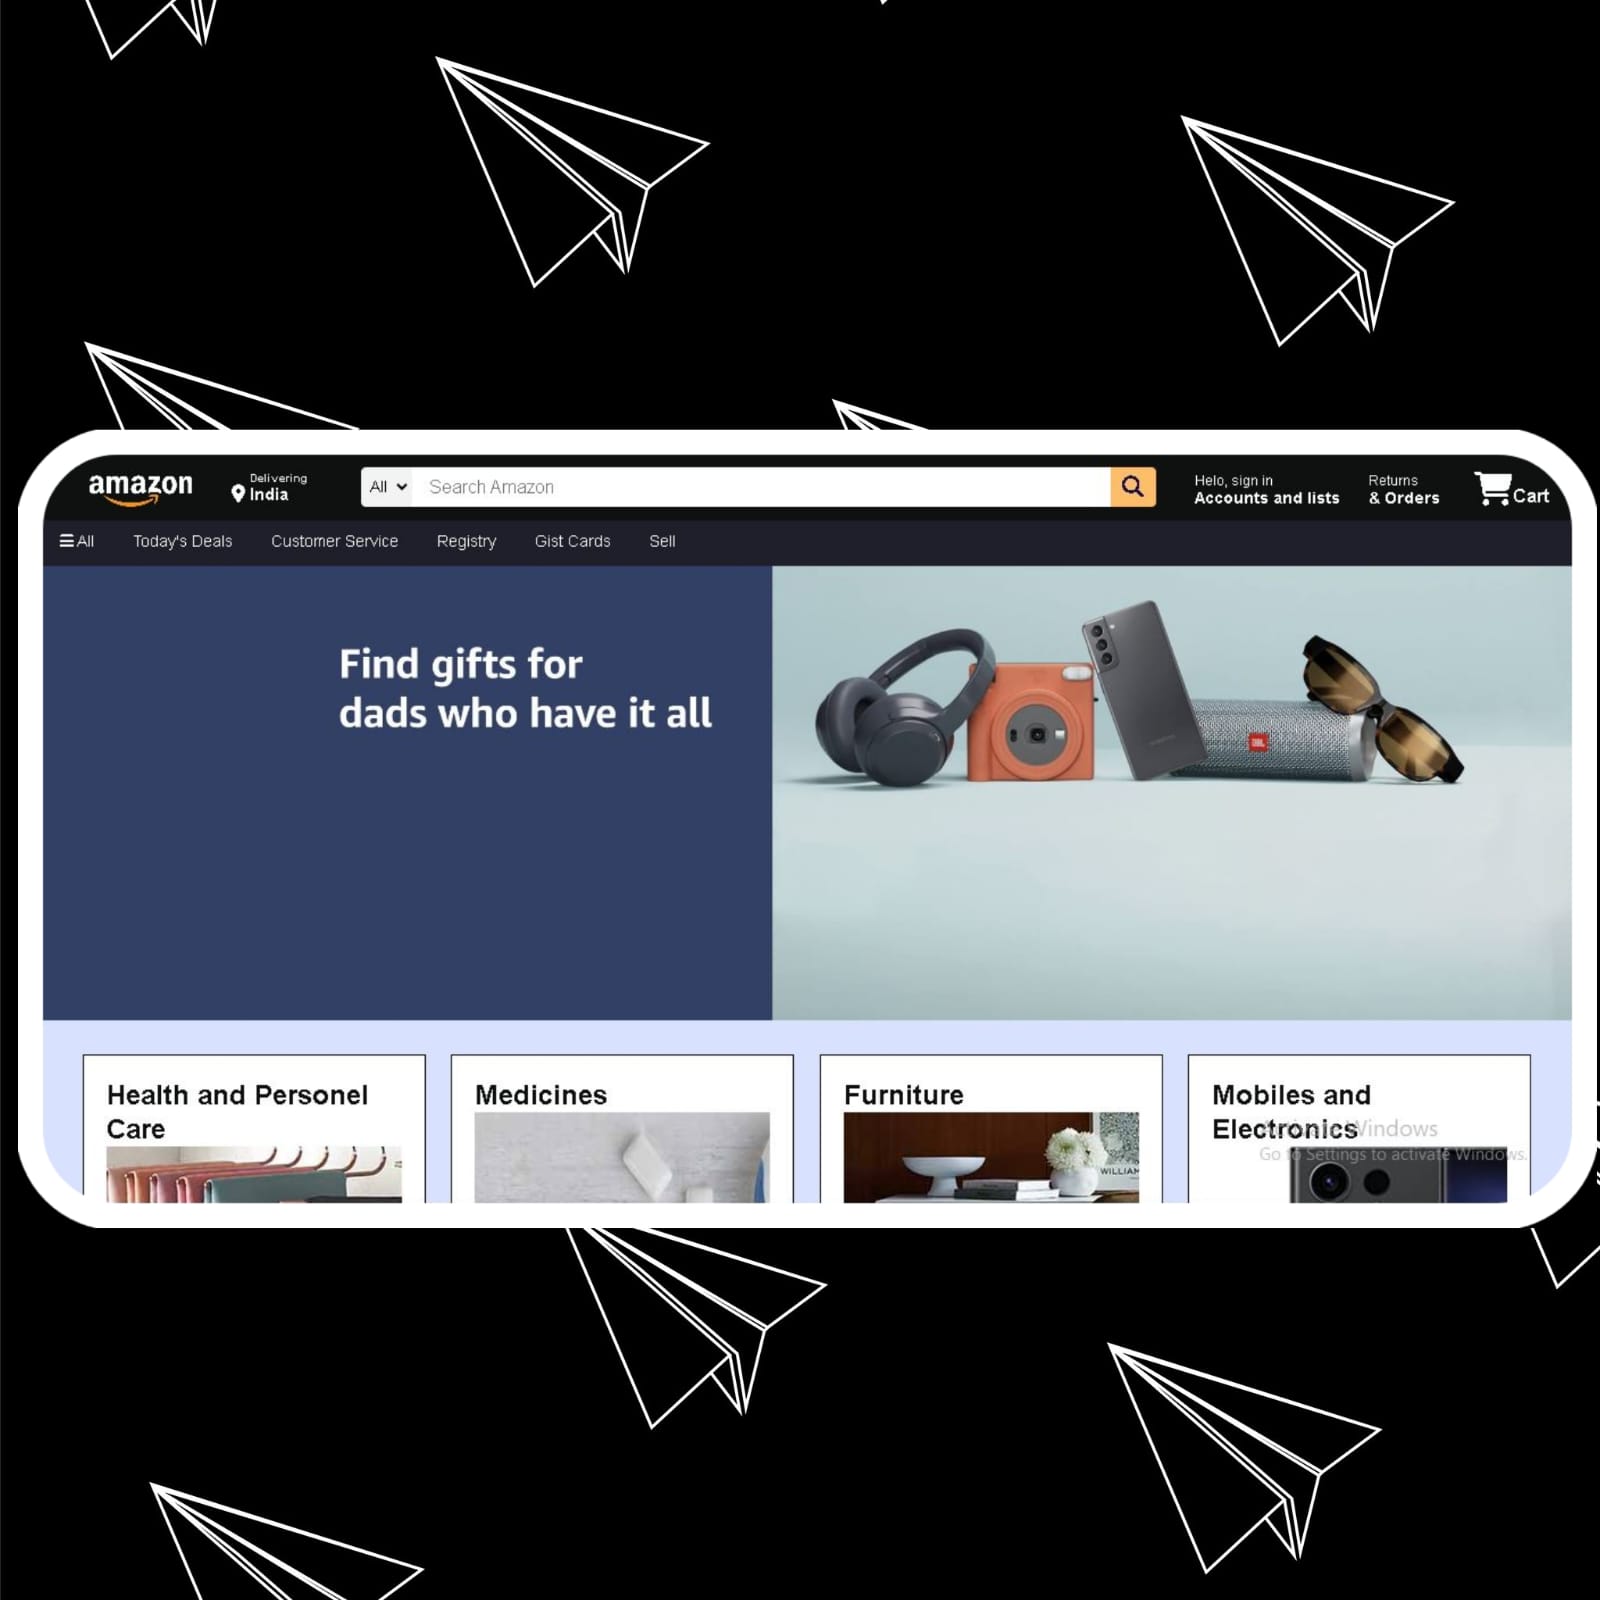 amazon
Delivering
India
All
Search Amazon
Helo, sign in
Accounts and lists
Returns
& Orders
Cart
All
Today's Deals
Customer Service
Registry
Gist Cards
Sell
Find gifts for
dads who have it all
JBL
Health and Personel
Care
Medicines
Furniture
Mobiles and
Electronics
Activate Windows
Go to Settings to activate Windows.
WILLIAM